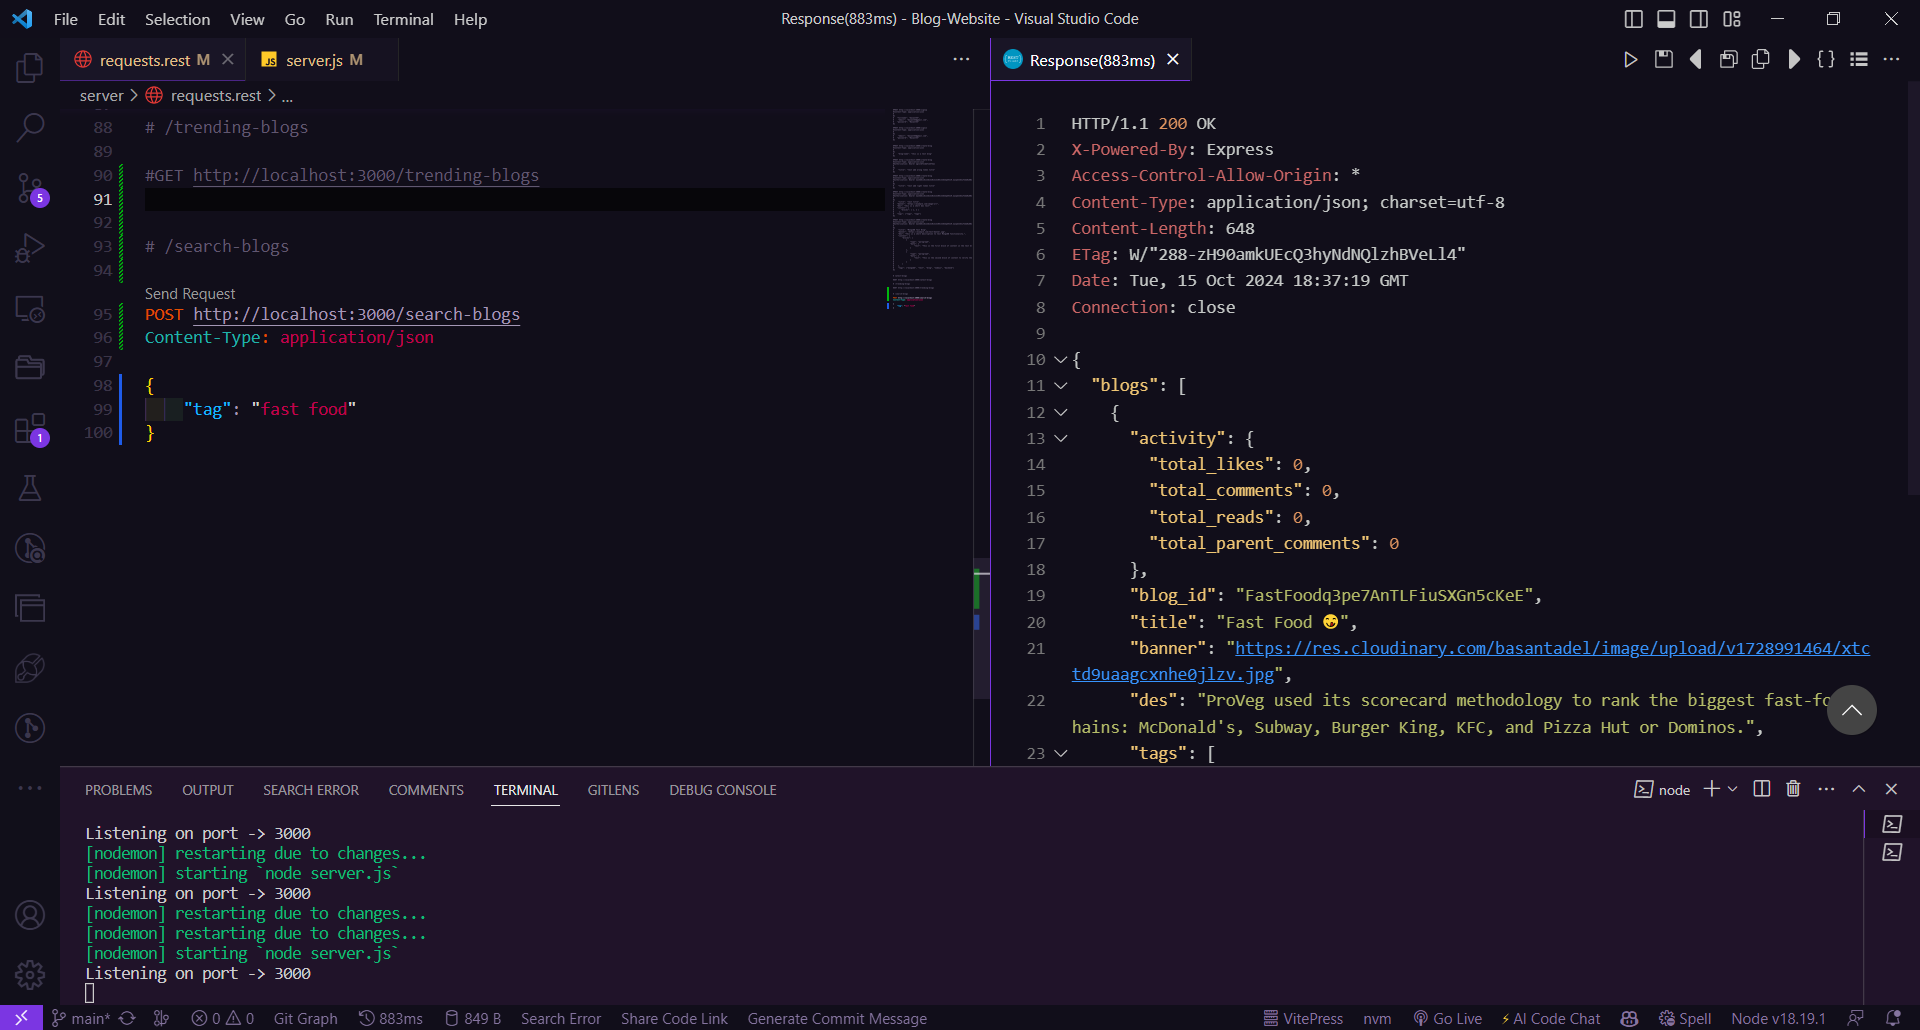 File Edit Selection View Go Run Terminal Help
Response(883ms) - Blog-Website - Visual Studio Code
requests.rest M
JS server.js M
server > requests.rest > ...
88 # /trending-blogs
89
90 #GET http://localhost:3000/trending-blogs
91
92
93 # /search-blogs
94
Send Request
95 POST http://localhost:3000/search-blogs
96 Content-Type: application/json
97
98 {
99 "tag": "fast food"
100 }
Response(883ms)
1 HTTP/1.1 200 OK
2 X-Powered-By: Express
3 Access-Control-Allow-Origin: *
4 Content-Type: application/json; charset=utf-8
5 Content-Length: 648
6 ETag: W/"288-zH90amkUEcQ3hyNdNQlzhBVeLl4"
7 Date: Tue, 15 Oct 2024 18:37:19 GMT
8 Connection: close
9
10 {
11 "blogs": [
12 {
13 "activity": {
14 "total_likes": 0,
15 "total_comments": 0,
16 "total_reads": 0,
17 "total_parent_comments": 0
18 },
19 "blog_id": "FastFoodq3pe7AnTLFiuSXGn5cKeE",
20 "title": "Fast Food 😋",
21 "banner": "https://res.cloudinary.com/basantadel/image/upload/v1728991464/xtc
td9uaagcxnhe0jlzv.jpg",
22 "des": "ProVeg used its scorecard methodology to rank the biggest fast-fo
hains: McDonald's, Subway, Burger King, KFC, and Pizza Hut or Dominos.",
23 "tags": [
5
1
PROBLEMS OUTPUT SEARCH ERROR COMMENTS TERMINAL GITLENS DEBUG CONSOLE
node
Listening on port -> 3000
[nodemon] restarting due to changes...
[nodemon] starting `node server.js`
Listening on port -> 3000
[nodemon] restarting due to changes...
[nodemon] restarting due to changes...
[nodemon] starting `node server.js`
Listening on port -> 3000
main* 0 0 Git Graph 883ms 849 B Search Error Share Code Link Generate Commit Message VitePress nvm Go Live AI Code Chat Spell Node v18.19.1